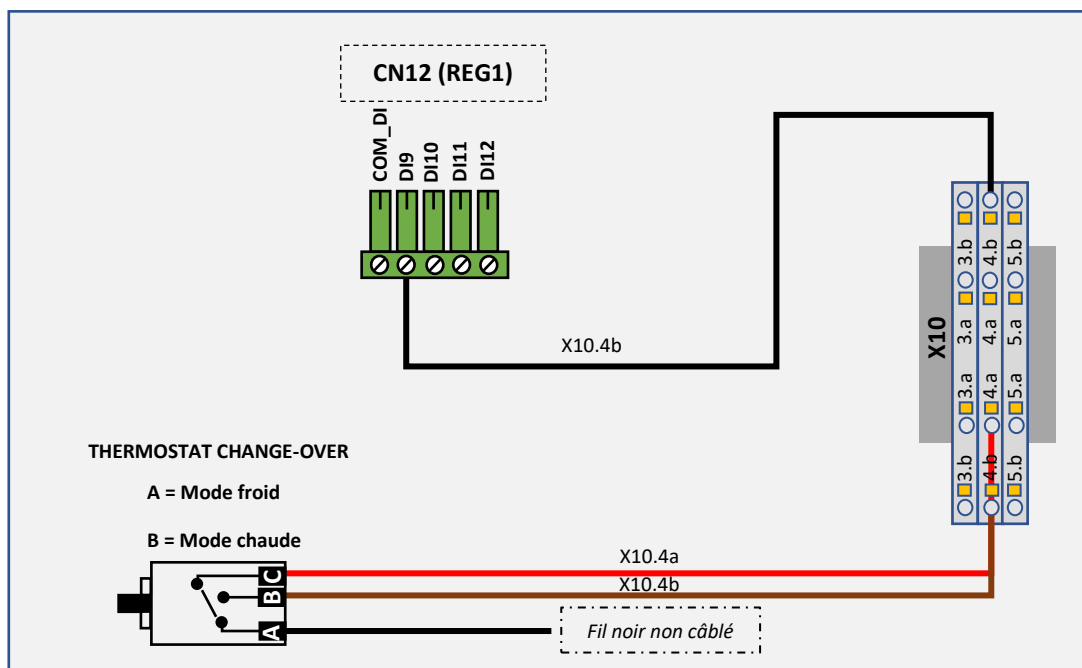 CN12 (REG1)
COM_DI
DI9
DI10
DI11
DI12
X10.4b
X10
3.b
4.b
5.b
3.a
4.a
5.a
3.a
4.a
5.a
3.b
4.b
5.b
THERMOSTAT CHANGE-OVER
A = Mode froid
B = Mode chaude
X10.4a
X10.4b
C
B
A
Fil noir non câblé